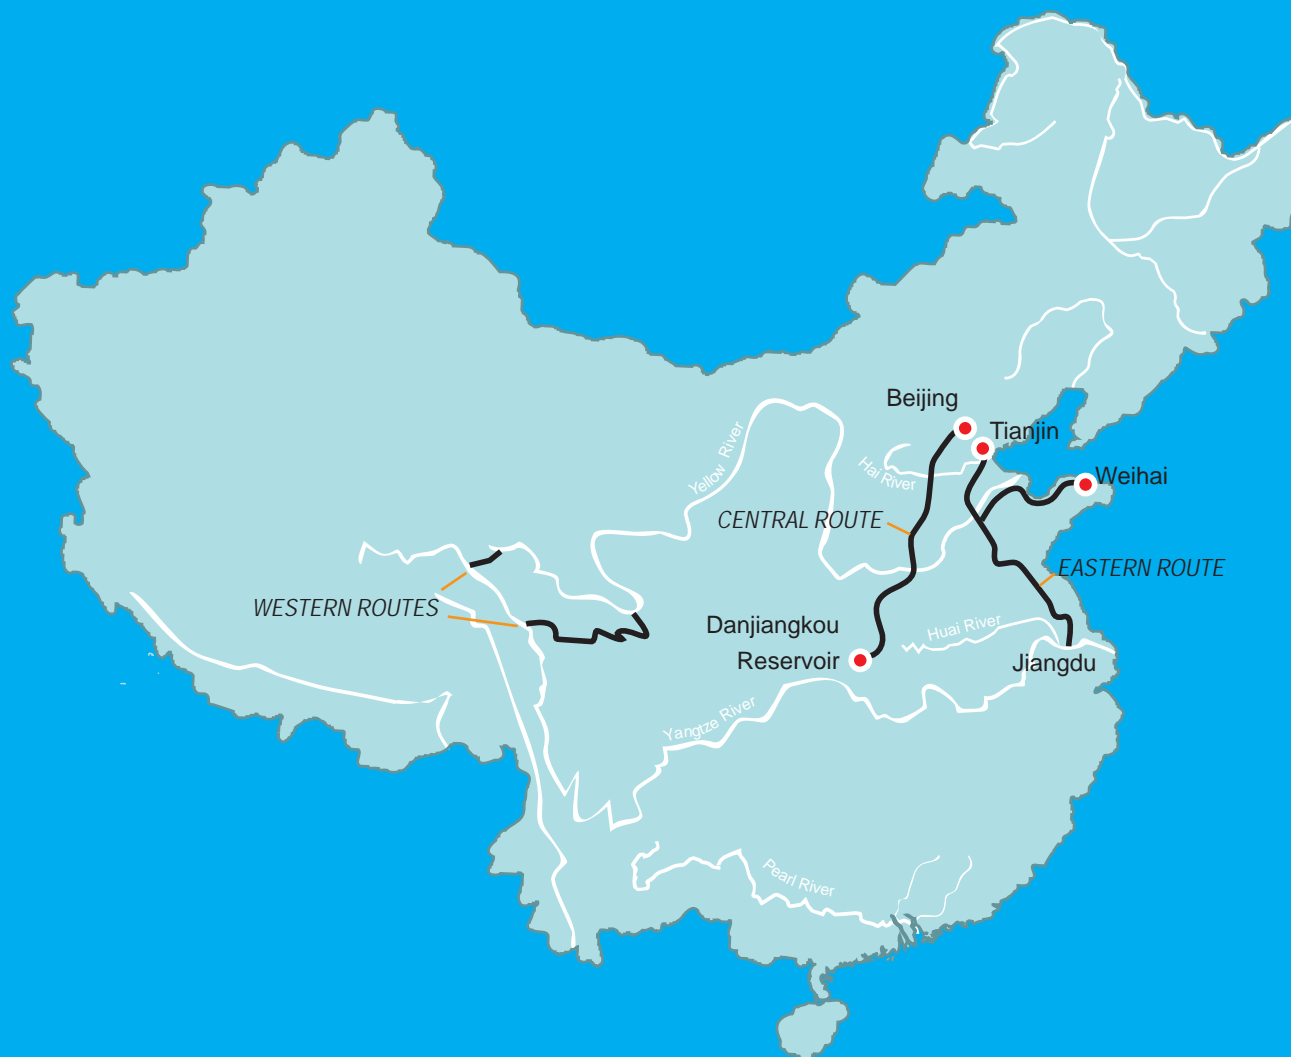 Beijing
Tianjin
Yellow River
Hai River
Weihai
CENTRAL ROUTE
EASTERN ROUTE
WESTERN ROUTES
Danjiangkou
Reservoir
Huai River
Jiangdu
Yangtze River
Pearl River